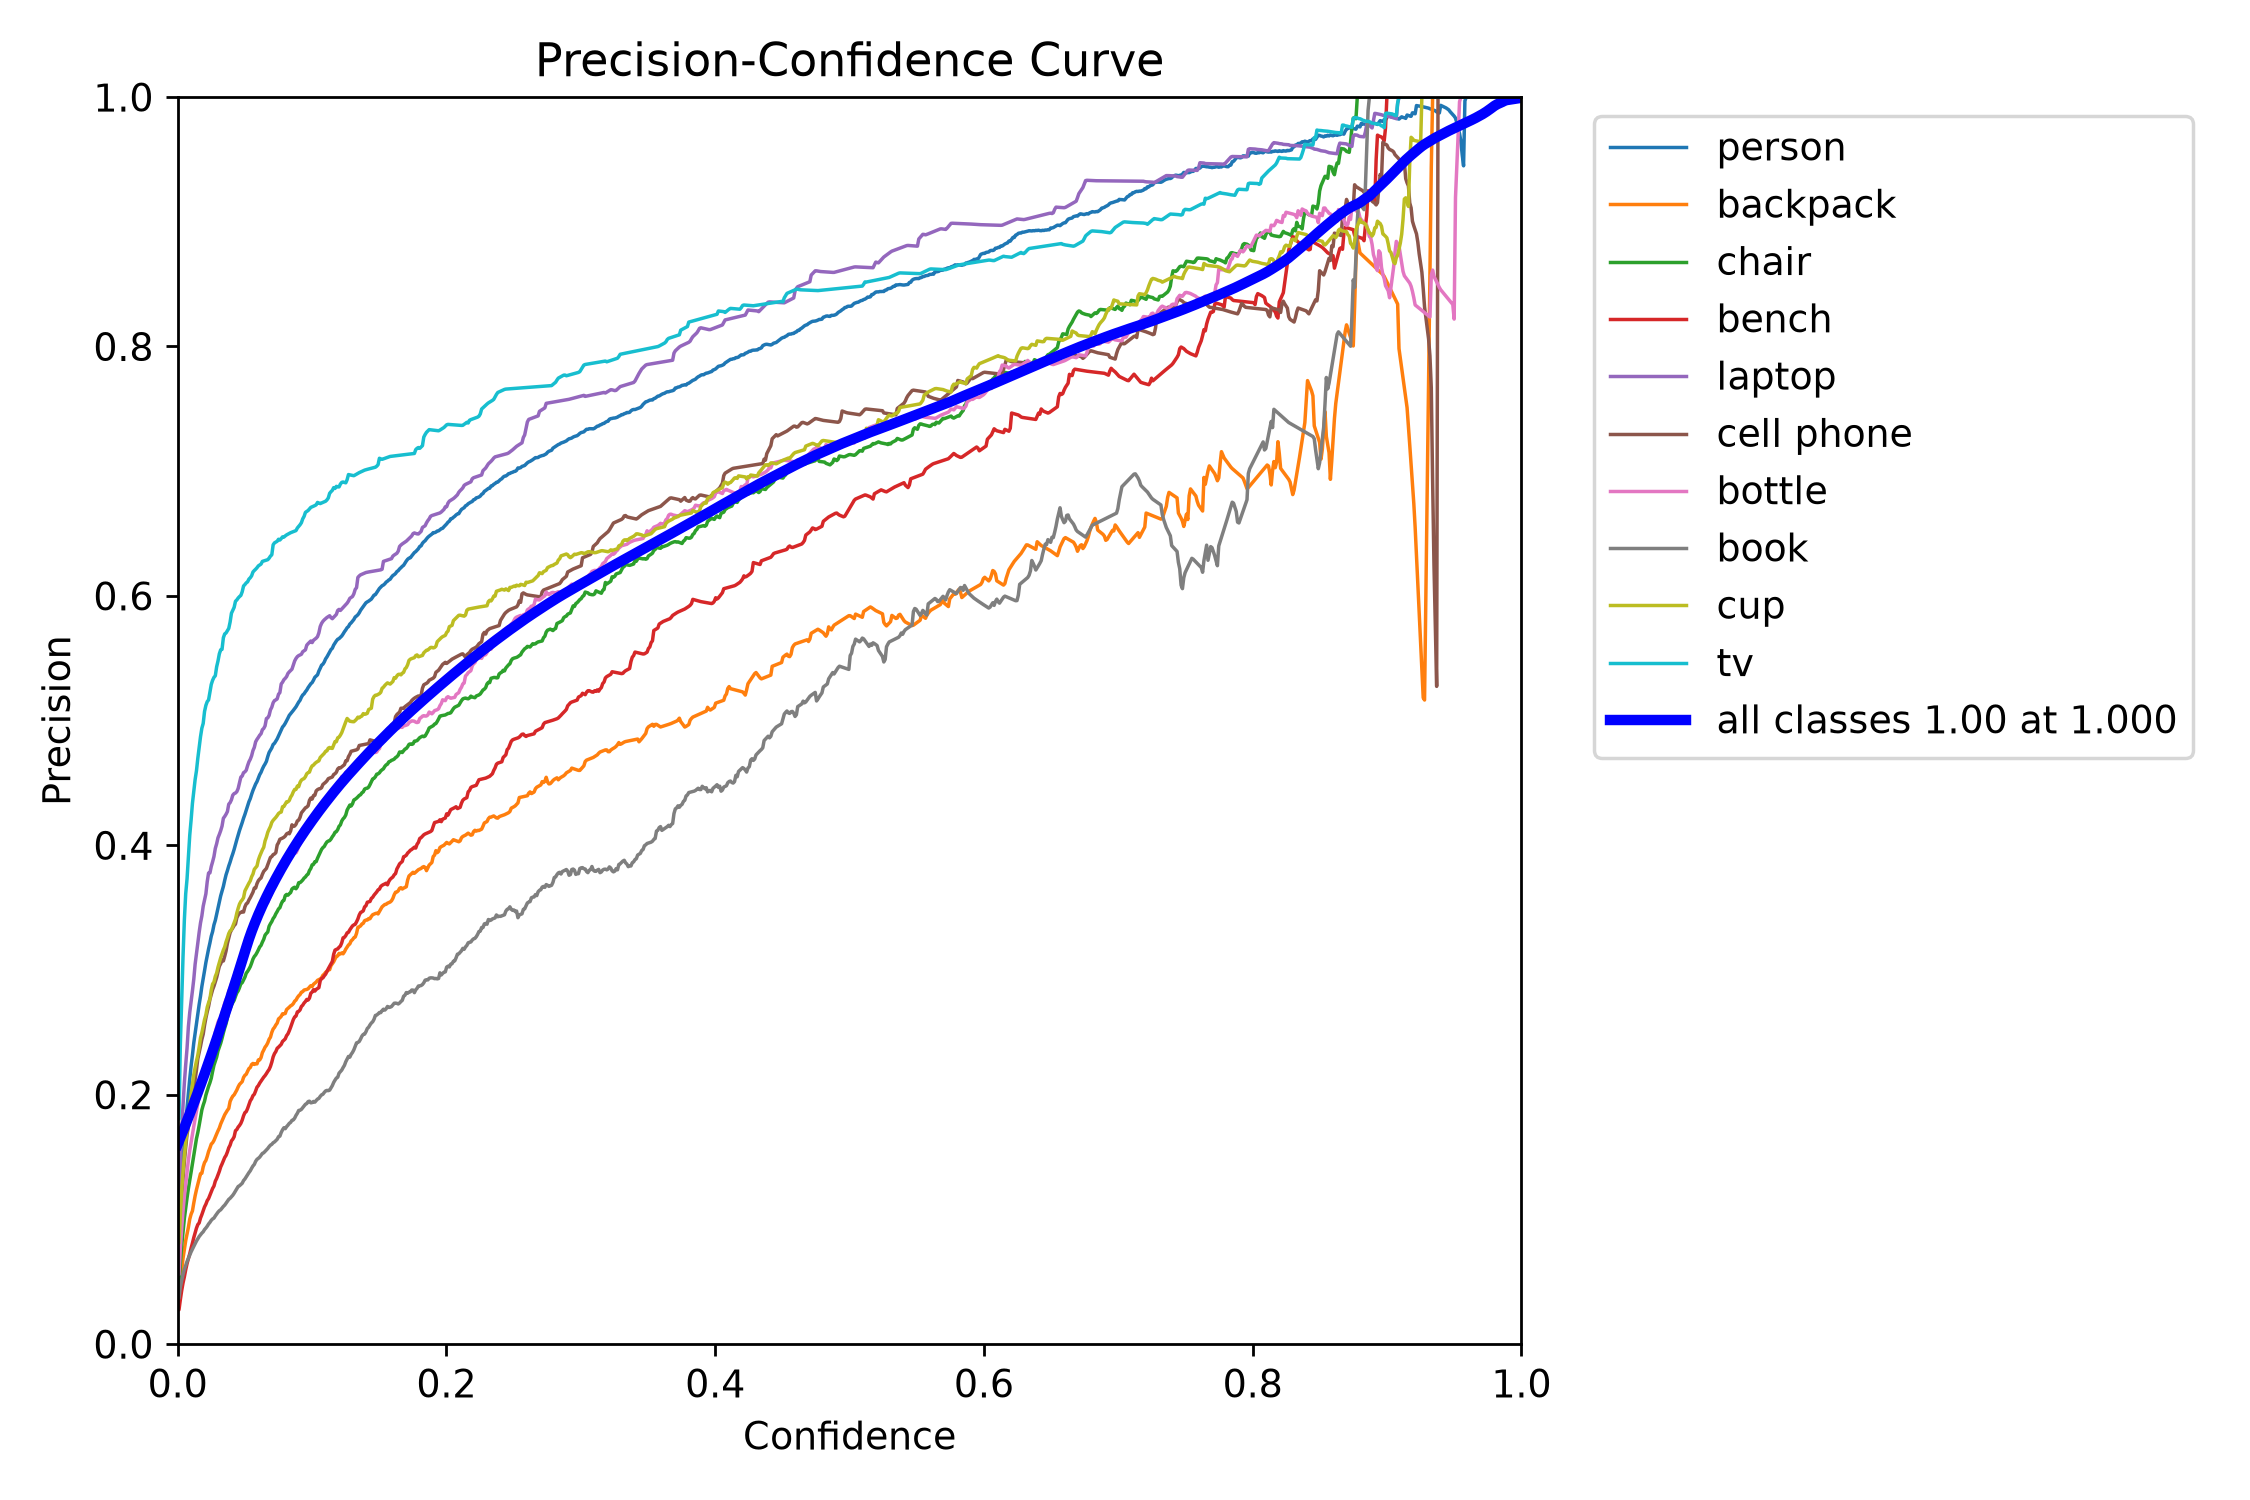 Precision-Confidence Curve
1.0
0.8
0.6
0.4
0.2
0.0
Precision
0.0 0.2 0.4 0.6 0.8 1.0
Confidence
person
backpack
chair
bench
laptop
cell phone
bottle
book
cup
tv
all classes 1.00 at 1.000